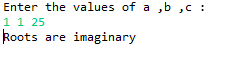 Enter the values of a ,b ,c :
1 1 25
Roots are imaginary